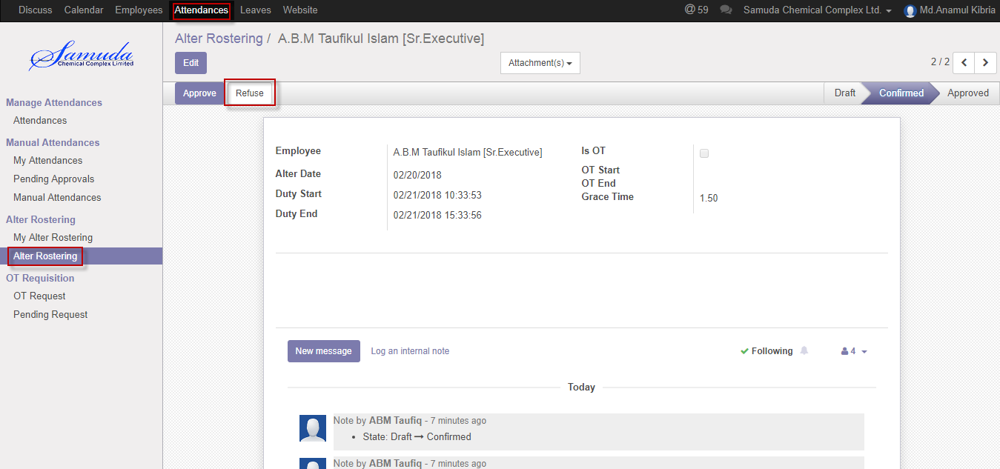 Discuss Calendar Employees Attendances Leaves Website @ 59 Samuda Chemical Complex Ltd. Md.Anamul Kibria
Samuda
Chemical Complex Limited
Manage Attendances
Attendances
Manual Attendances
My Attendances
Pending Approvals
Manual Attendances
Alter Rostering
My Alter Rostering
Alter Rostering
OT Requisition
OT Request
Pending Request
Alter Rostering / A.B.M Taufikul Islam [Sr.Executive]
Edit Attachment(s) 2 / 2
Approve Refuse Draft Confirmed Approved
Employee A.B.M Taufikul Islam [Sr.Executive]
Alter Date 02/20/2018
Duty Start 02/21/2018 10:33:53
Duty End 02/21/2018 15:33:56
Is OT
OT Start
OT End
Grace Time 1.50
New message Log an internal note Following 4
Today
Note by ABM Taufiq - 7 minutes ago
• State: Draft → Confirmed
Note by ABM Taufiq - 7 minutes ago